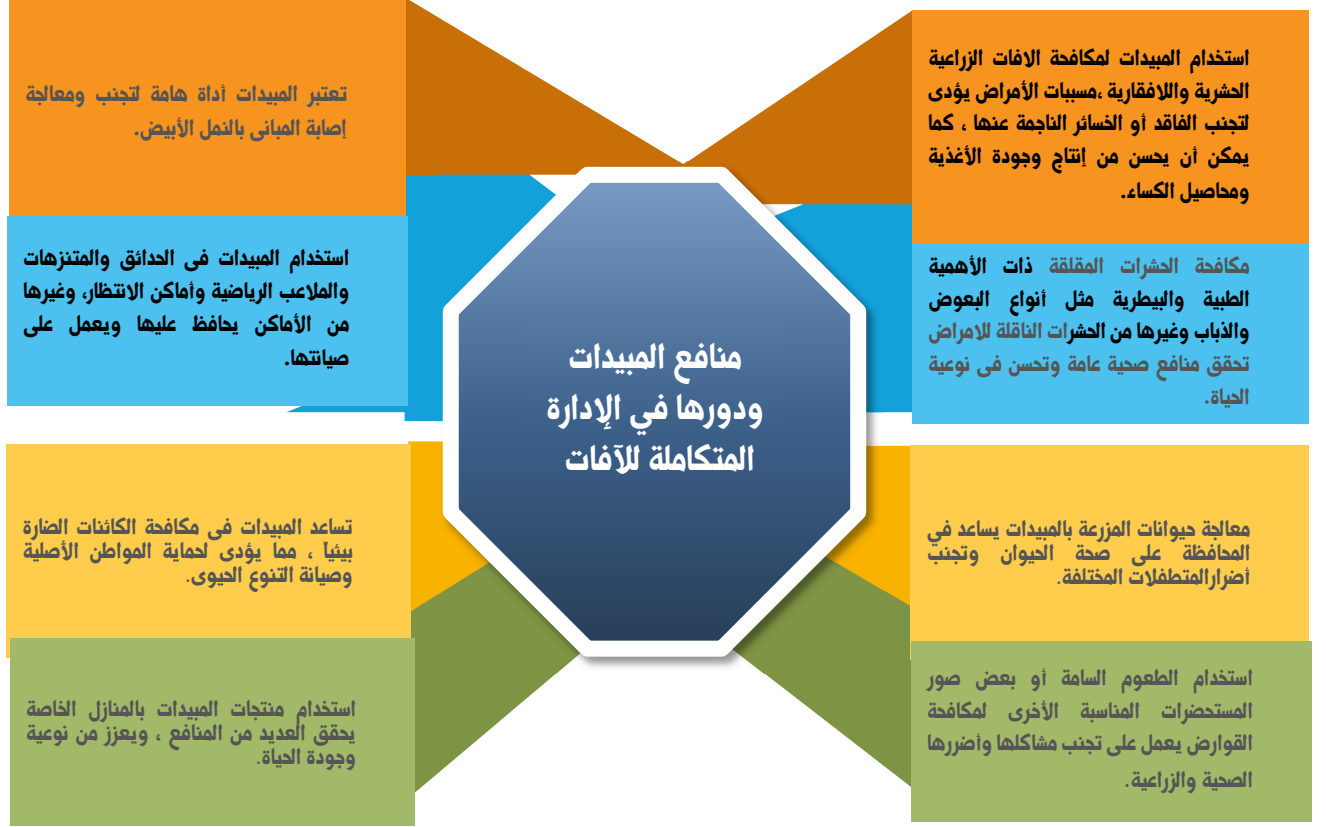 منافع المبيدات
ودورها في الإدارة
المتكاملة للآفات
استخدام المبيدات لمكافحة الافات الزراعية
الحشرية واللافقارية ،مسببات الأمراض يؤدى
لتجنب الفاقد أو الخسائر الناجمة عنها ، كما
يمكن أن يحسن من إنتاج وجودة الأغذية
ومحاصيل الكساء.
مكافحة الحشرات المقلقة ذات الأهمية
الطبية والبيطرية مثل أنواع البعوض
والذباب وغيرها من الحشرات الناقلة للامراض
تحقق منافع صحية عامة وتحسن فى نوعية
الحياة.
معالجة حيوانات المزرعة بالمبيدات يساعد في
المحافظة على صحة الحيوان وتجنب
أضرارالمتطفلات المختلفة.
استخدام الطعوم السامة أو بعض صور
المستحضرات المناسبة الأخرى لمكافحة
القوارض يعمل على تجنب مشاكلها وأضررها
الصحية والزراعية.
تعتبر المبيدات أداة هامة لتجنب ومعالجة
إصابة المبانى بالنمل الأبيض.
استخدام المبيدات فى الحدائق والمتنزهات
والملاعب الرياضية وأماكن الانتظار، وغيرها
من الأماكن يحافظ عليها ويعمل على
صيانتها.
تساعد المبيدات فى مكافحة الكائنات الضارة
بيئياً ، مما يؤدى لحماية المواطن الأصلية
وصيانة التنوع الحيوى.
استخدام منتجات المبيدات بالمنازل الخاصة
يحقق العديد من المنافع ، ويعزز من نوعية
وجودة الحياة.